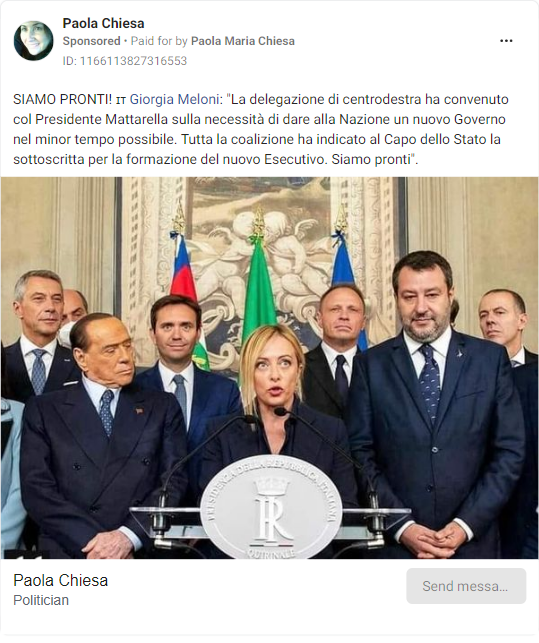 Paola Chiesa
Sponsored • Paid for by Paola Maria Chiesa
ID: 1166113827316553
SIAMO PRONTI! IT Giorgia Meloni: "La delegazione di centrodestra ha convenuto
col Presidente Mattarella sulla necessità di dare alla Nazione un nuovo Governo
nel minor tempo possibile. Tutta la coalizione ha indicato al Capo dello Stato la
sottoscritta per la formazione del nuovo Esecutivo. Siamo pronti".
PRESIDENZA DELLA REPUBBLICA ITALIANA
QUIRINALE
Paola Chiesa
Send messa...
Politician